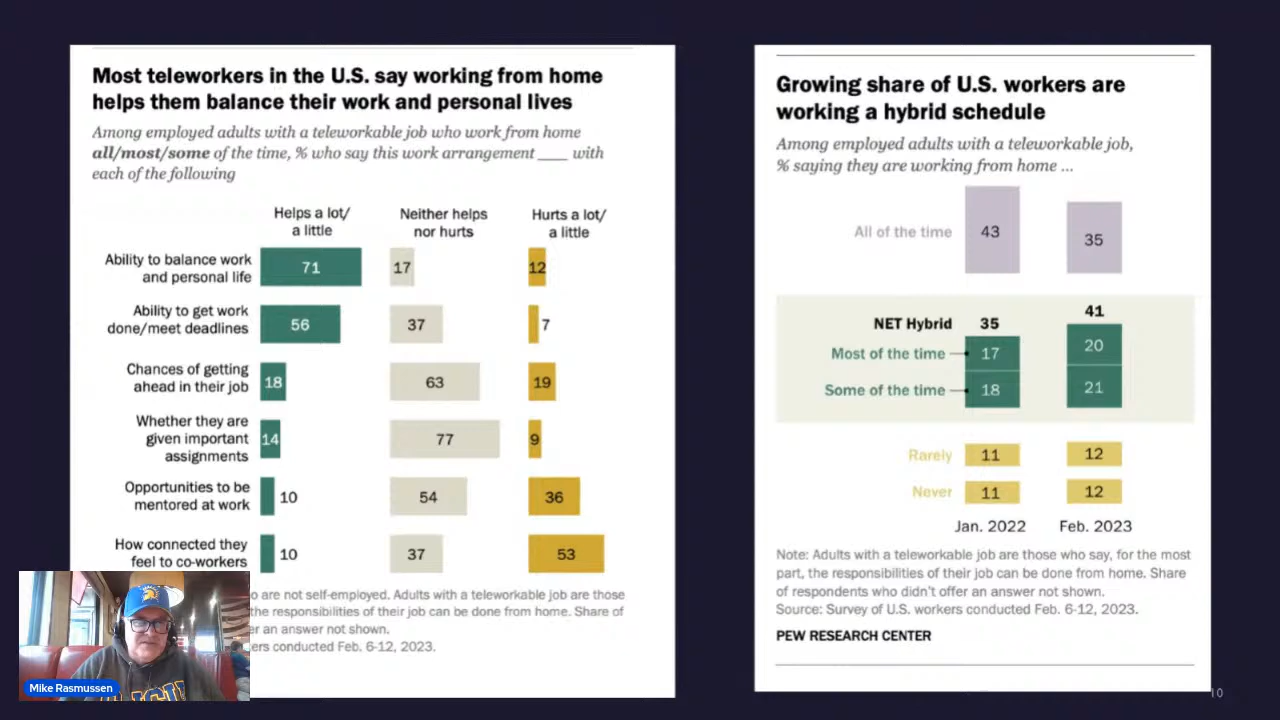 Most teleworkers in the U.S. say working from home
helps them balance their work and personal lives
Among employed adults with a teleworkable job who work from home
all/most/some of the time, % who say this work arrangement ____ with
each of the following
Helps a lot/
a little
Neither helps
nor hurts
Hurts a lot/
a little
Ability to balance work
and personal life
71
17
12
Ability to get work
done/meet deadlines
56
37
7
Chances of getting
ahead in their job
18
63
19
Whether they are
given important
assignments
14
77
9
Opportunities to be
mentored at work
10
54
36
How connected they
feel to co-workers
10
37
53
o are not self-employed. Adults with a teleworkable job are those
the responsibilities of their job can be done from home. Share of
er an answer not shown.
ers conducted Feb. 6-12, 2023.
Mike Rasmussen
Growing share of U.S. workers are
working a hybrid schedule
Among employed adults with a teleworkable job,
% saying they are working from home ...
All of the time
43
35
NET Hybrid
35
41
Most of the time
17
20
Some of the time
18
21
Rarely
11
12
Never
11
12
Jan. 2022
Feb. 2023
Note: Adults with a teleworkable job are those who say, for the most
part, the responsibilities of their job can be done from home. Share
of respondents who didn't offer an answer not shown.
Source: Survey of U.S. workers conducted Feb. 6-12, 2023.
PEW RESEARCH CENTER
10